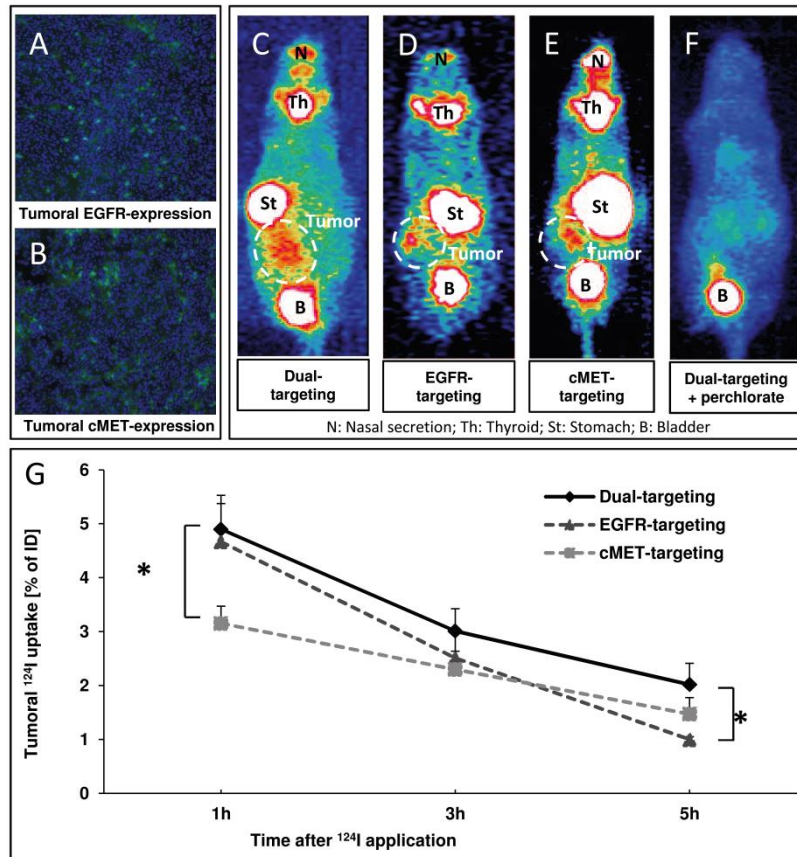 A
Tumoral EGFR-expression
B
Tumoral cMET-expression
C
N
Th
St
Tumor
B
Dual-
targeting
D
N
Th
St
Tumor
B
EGFR-
targeting
E
N
Th
St
Tumor
B
cMET-
targeting
F
B
Dual-targeting
+ perchlorate
N: Nasal secretion; Th: Thyroid; St: Stomach; B: Bladder
G
Tumoral ¹²⁴I uptake [% of ID]
6
5
4
3
2
1
0
*
*
Dual-targeting
EGFR-targeting
cMET-targeting
1h
3h
5h
Time after ¹²⁴I application